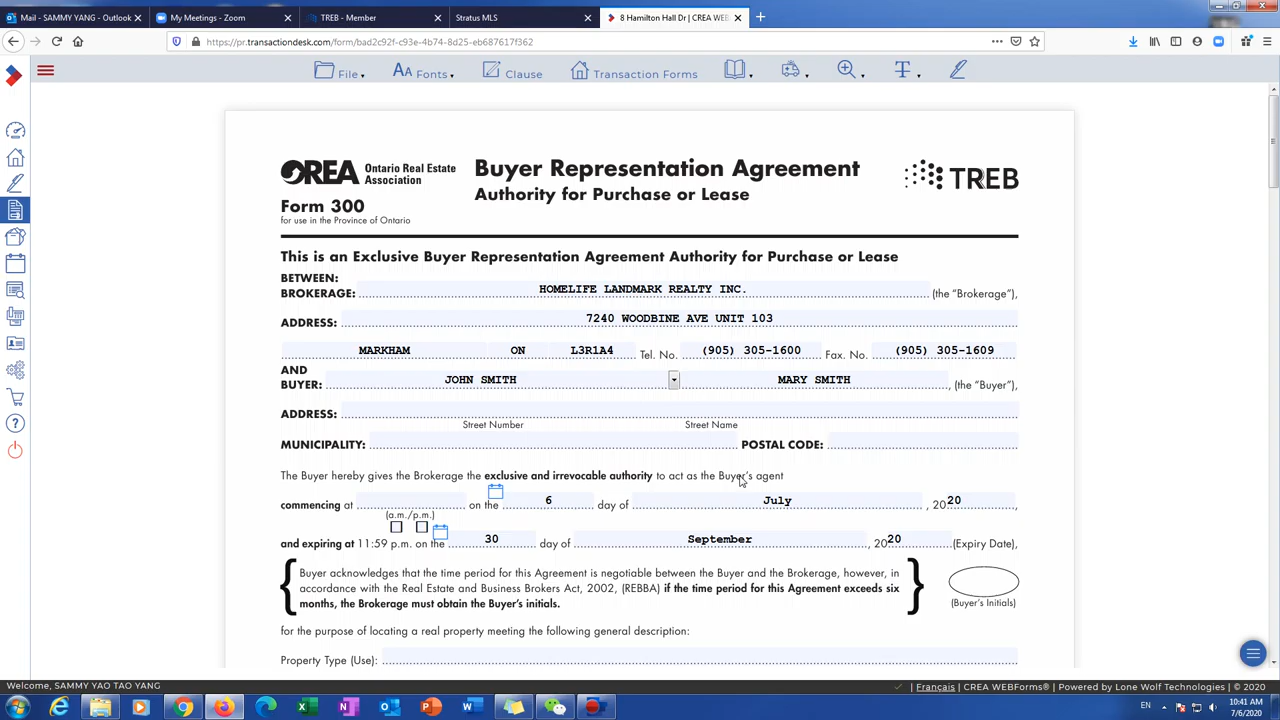 Mail - SAMMY YANG - Outlook
My Meetings - Zoom
TREB - Member
Stratus MLS
8 Hamilton Hall Dr | CREA WEB
https://pr.transactiondesk.com/form/bad2c92f-c93e-4b74-8d25-eb687617f362
File
Fonts
Clause
Transaction Forms
OREA Ontario Real Estate Association
Form 300
for use in the Province of Ontario
Buyer Representation Agreement
Authority for Purchase or Lease
TREB
This is an Exclusive Buyer Representation Agreement Authority for Purchase or Lease
BETWEEN:
BROKERAGE: HOMELIFE LANDMARK REALTY INC. (the "Brokerage"),
ADDRESS: 7240 WOODBINE AVE UNIT 103
MARKHAM ON L3R1A4 Tel. No. (905) 305-1600 Fax. No. (905) 305-1609
AND
BUYER: JOHN SMITH MARY SMITH , (the "Buyer"),
ADDRESS:
Street Number Street Name
MUNICIPALITY: POSTAL CODE:
The Buyer hereby gives the Brokerage the exclusive and irrevocable authority to act as the Buyer's agent
commencing at on the 6 day of July , 2020 ,
(a.m./p.m.)
and expiring at 11:59 p.m. on the 30 day of September , 2020 (Expiry Date),
Buyer acknowledges that the time period for this Agreement is negotiable between the Buyer and the Brokerage, however, in
accordance with the Real Estate and Business Brokers Act, 2002, (REBBA) if the time period for this Agreement exceeds six
months, the Brokerage must obtain the Buyer's initials.
(Buyer's Initials)
for the purpose of locating a real property meeting the following general description:
Property Type (Use):
Welcome, SAMMY YAO TAO YANG
| Français | CREA WEBForms® | Powered by Lone Wolf Technologies | © 2020
EN
10:41 AM
7/6/2020